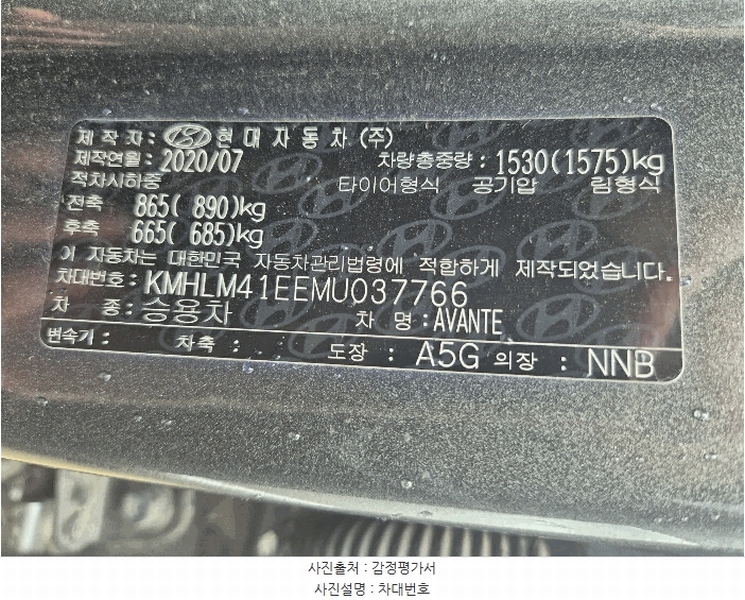 제 작 자 : 현대자동차(주)
제작연월 : 2020/07 차량총중량 : 1530(1575)kg
적차시하중 타이어형식 공기압 림형식
전축 865( 890)kg
후축 665( 685)kg
이 자동차는 대한민국 자동차관리법령에 적합하게 제작되었습니다.
차대번호 : KMHLM41EEMU037766
차 종 : 승용차 차 명 : AVANTE
변속기 : 차축 : 도장 : A5G 의장 : NNB
사진출처 : 감정평가서
사진설명 : 차대번호